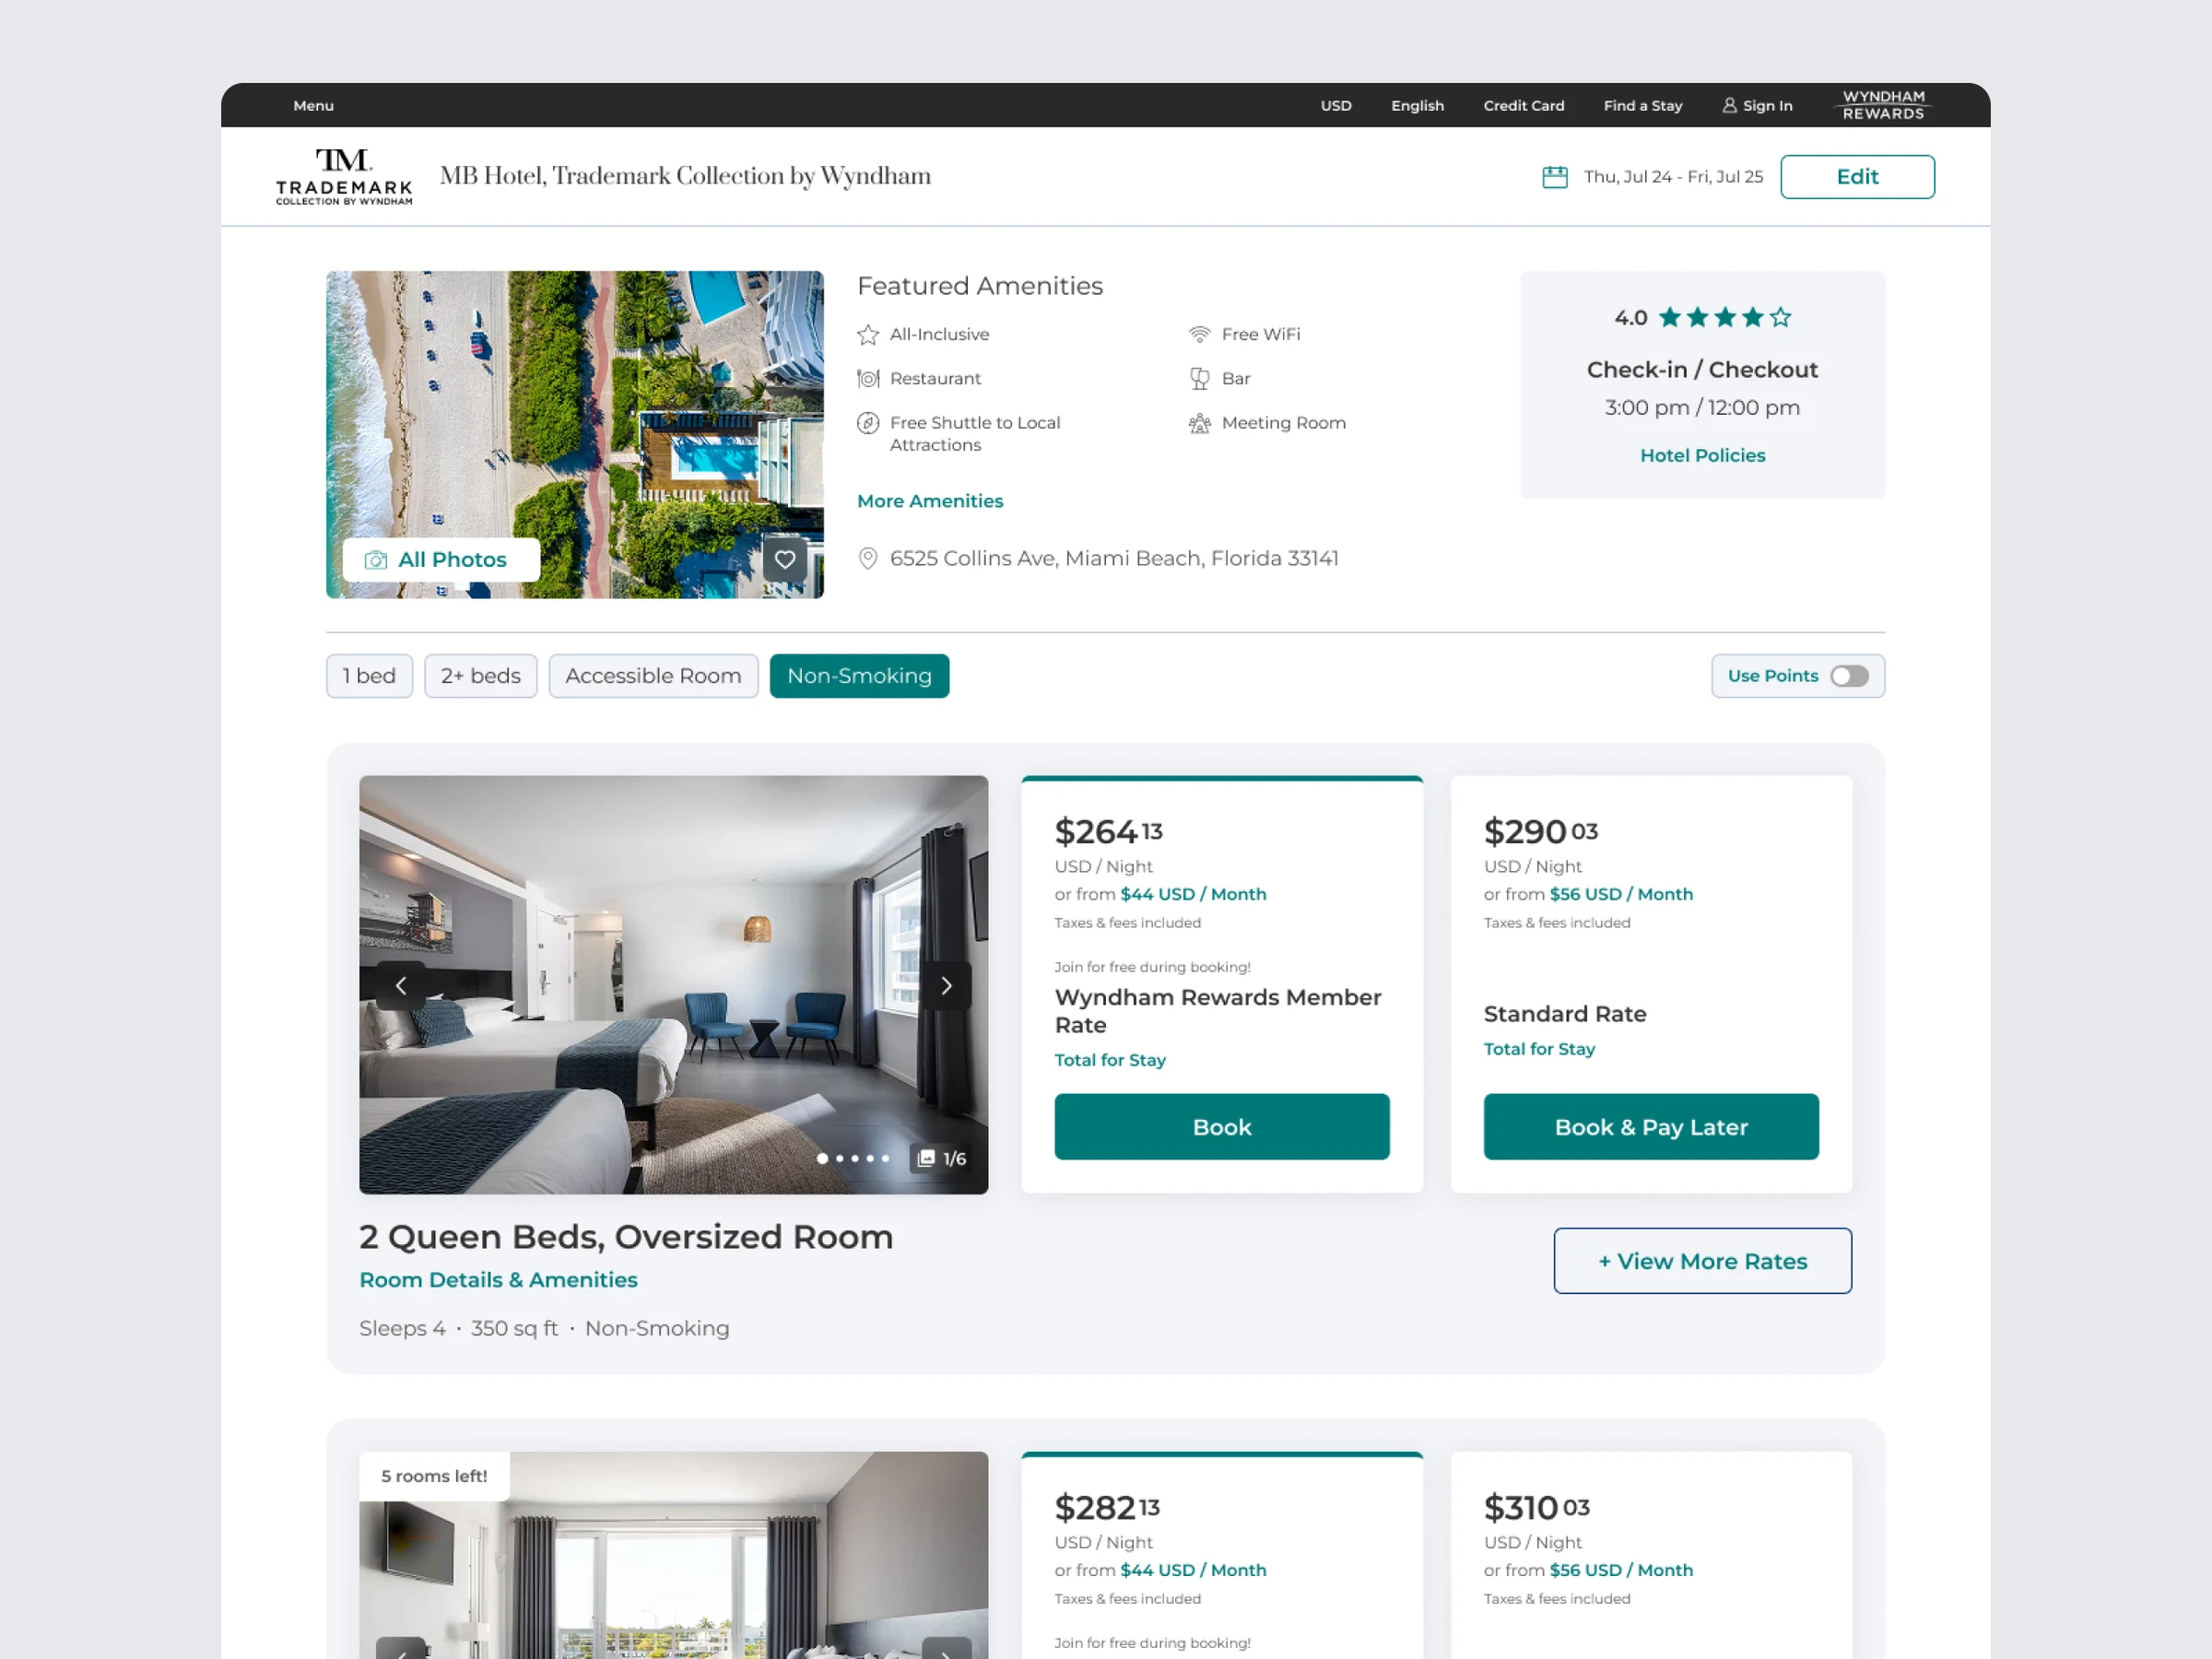 Menu
USD
English
Credit Card
Find a Stay
Sign In
WYNDHAM
REWARDS
TM.
TRADEMARK
COLLECTION BY WYNDHAM
MB Hotel, Trademark Collection by Wyndham
Thu, Jul 24 - Fri, Jul 25
Edit
All Photos
Featured Amenities
All-Inclusive
Free WiFi
Restaurant
Bar
Free Shuttle to Local
Attractions
Meeting Room
More Amenities
6525 Collins Ave, Miami Beach, Florida 33141
4.0
Check-in / Checkout
3:00 pm / 12:00 pm
Hotel Policies
1 bed
2+ beds
Accessible Room
Non-Smoking
Use Points
1/6
2 Queen Beds, Oversized Room
Room Details & Amenities
Sleeps 4 · 350 sq ft · Non-Smoking
$264 13
USD / Night
or from $44 USD / Month
Taxes & fees included
Join for free during booking!
Wyndham Rewards Member
Rate
Total for Stay
Book
$290 03
USD / Night
or from $56 USD / Month
Taxes & fees included
Standard Rate
Total for Stay
Book & Pay Later
+ View More Rates
5 rooms left!
$282 13
USD / Night
or from $44 USD / Month
Taxes & fees included
Join for free during booking!
$310 03
USD / Night
or from $56 USD / Month
Taxes & fees included